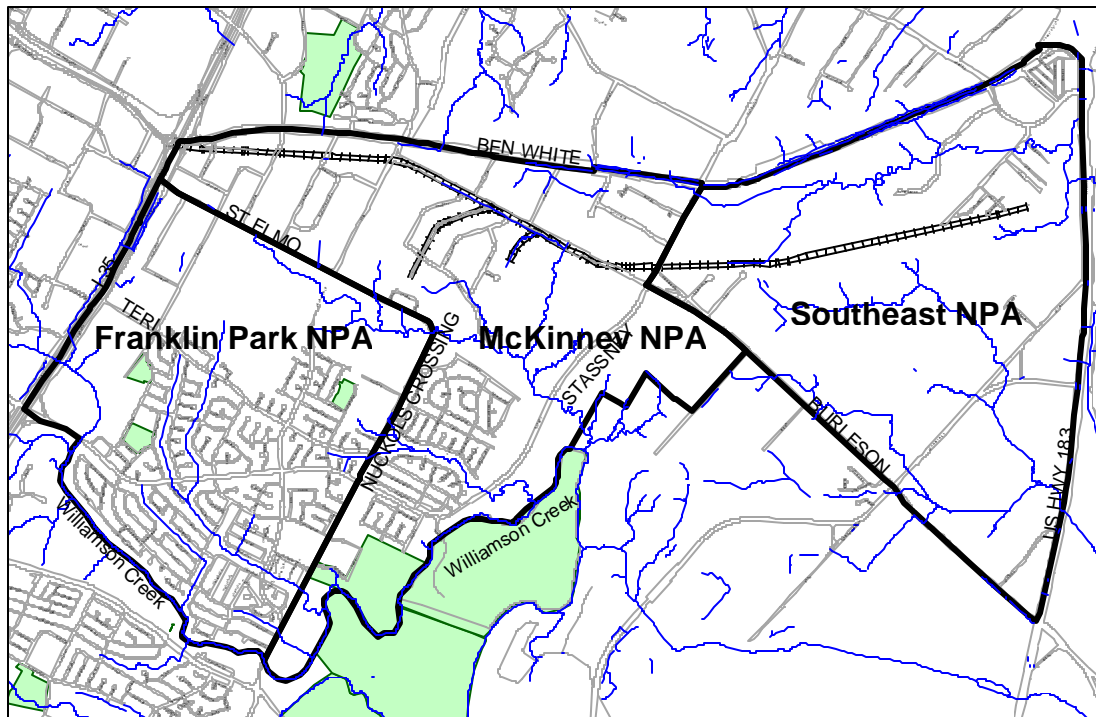 BEN WHITE
ST ELMO
I-35
TERI
Franklin Park NPA
McKinney NPA
Southeast NPA
NUCKOLS CROSSING
STASSNEY
BURLESON
US HWY 183
Williamson Creek
Williamson Creek